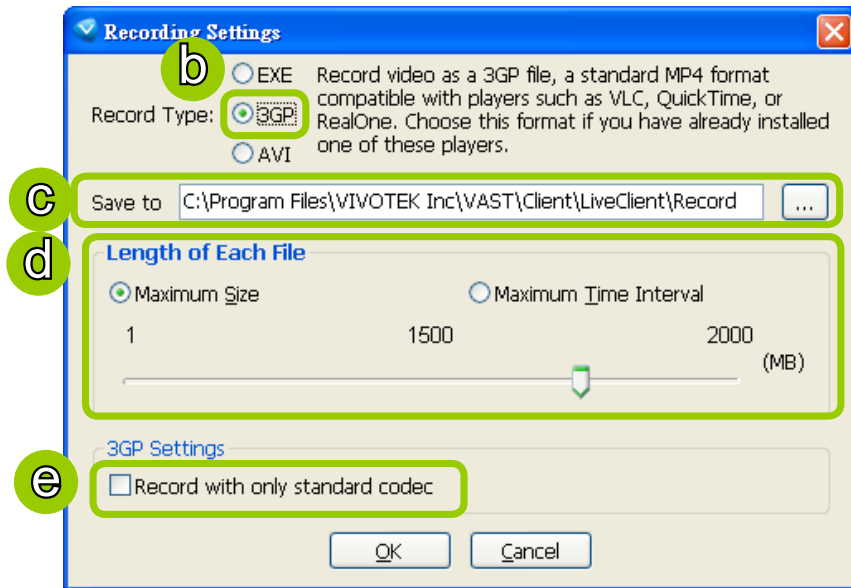 Recording Settings
b
EXE
Record Type:
3GP
AVI
Record video as a 3GP file, a standard MP4 format
compatible with players such as VLC, QuickTime, or
RealOne. Choose this format if you have already installed
one of these players.
c
Save to C:\Program Files\VIVOTEK Inc\VAST\Client\LiveClient\Record ...
d
Length of Each File
Maximum Size Maximum Time Interval
1 1500 2000
(MB)
3GP Settings
e
Record with only standard codec
OK Cancel